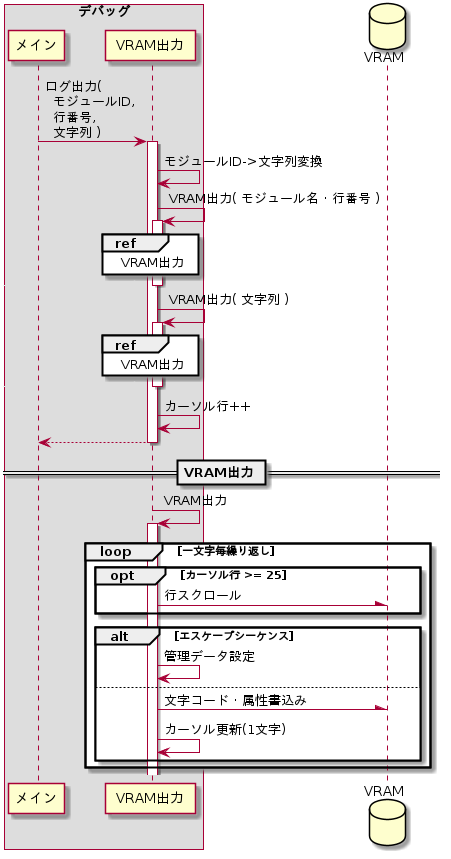 デバッグ
メイン
VRAM出力
VRAM
ログ出力(
モジュールID,
行番号,
文字列 )
モジュールID->文字列変換
VRAM出力( モジュール名・行番号 )
ref
VRAM出力
VRAM出力( 文字列 )
ref
VRAM出力
カーソル行++
VRAM出力
VRAM出力
loop [一文字毎繰り返し]
opt [カーソル行 >= 25]
行スクロール
alt [エスケープシーケンス]
管理データ設定
文字コード・属性書込み
カーソル更新(1文字)
メイン
VRAM出力
VRAM